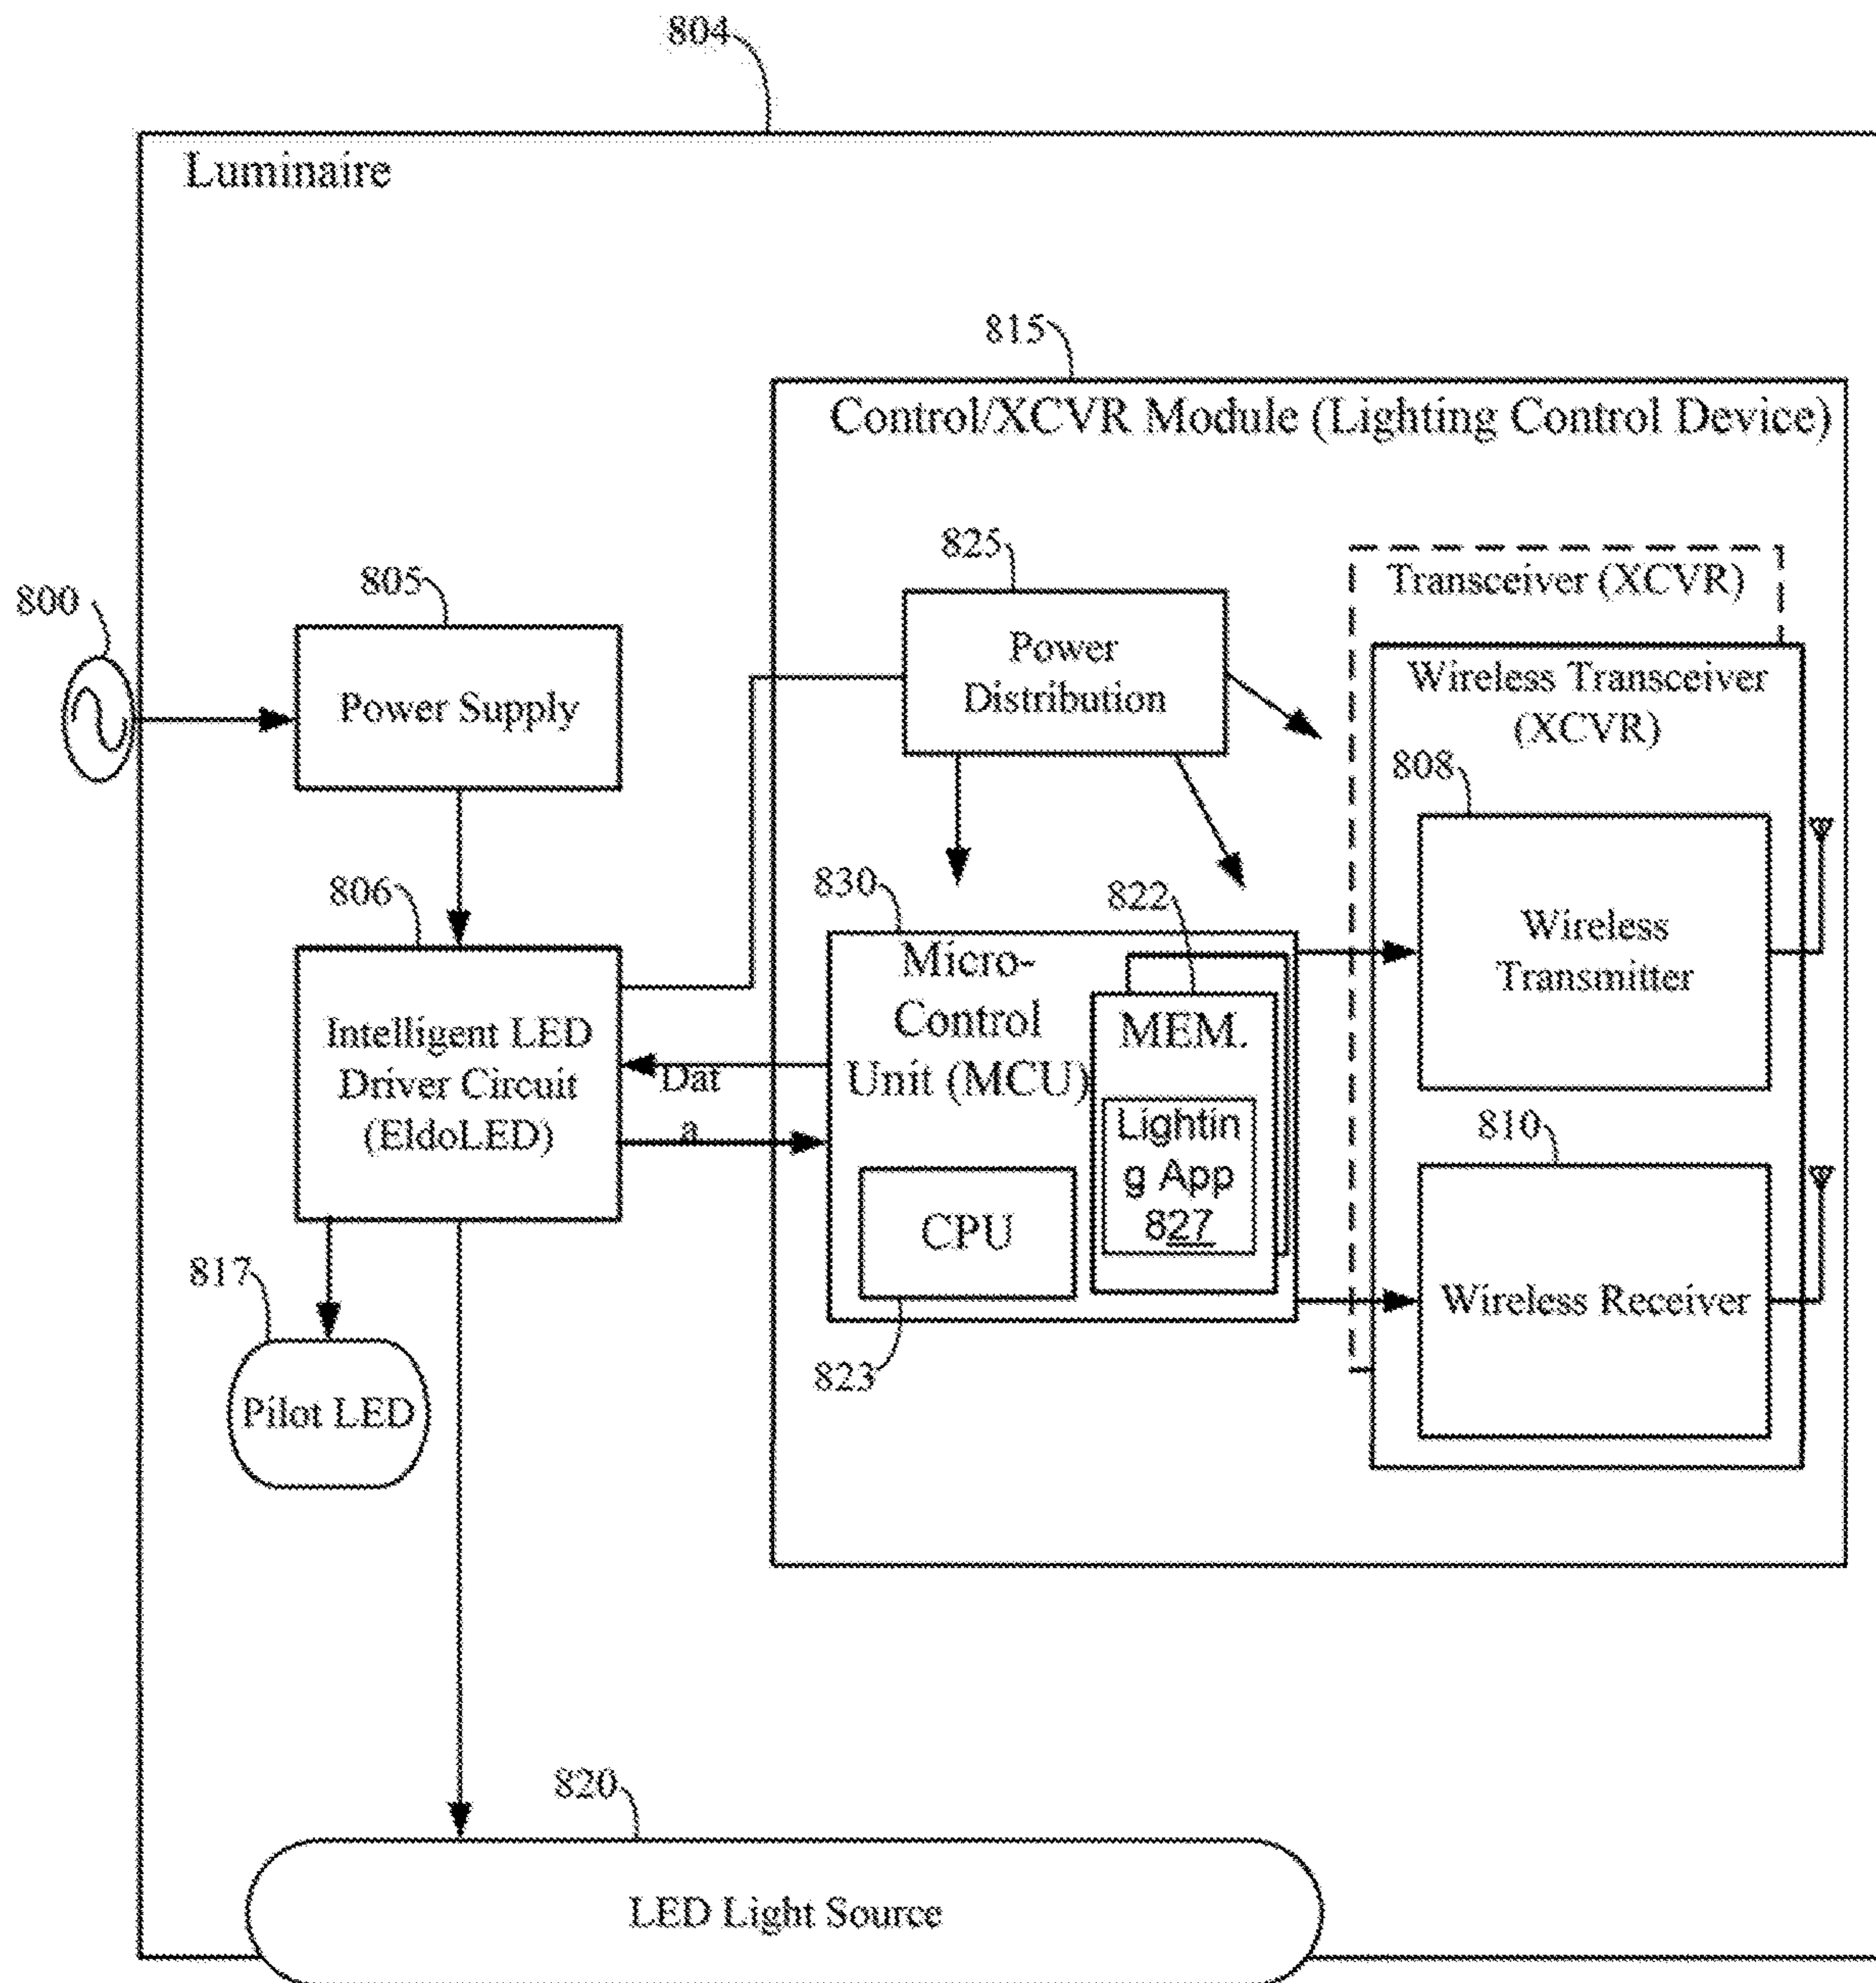 804
Luminaire
815
Control/XCVR Module (Lighting Control Device)
825
Power
Distribution
Transceiver (XCVR)
800
805
Power Supply
Wireless Transceiver
(XCVR)
808
Wireless
Transmitter
806
Intelligent LED
Driver Circuit
(EldoLED)
Dat
a
830
Micro-
Control
Unit (MCU)
822
MEM.
Lightin
g App
827
CPU
823
810
Wireless Receiver
817
Pilot LED
820
LED Light Source